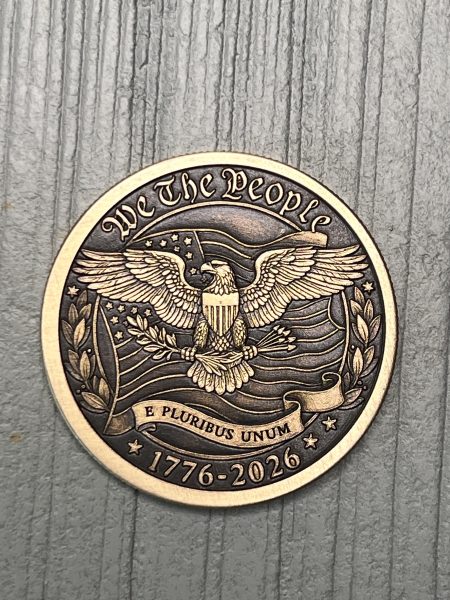 We The People
E PLURIBUS UNUM
1776-2026